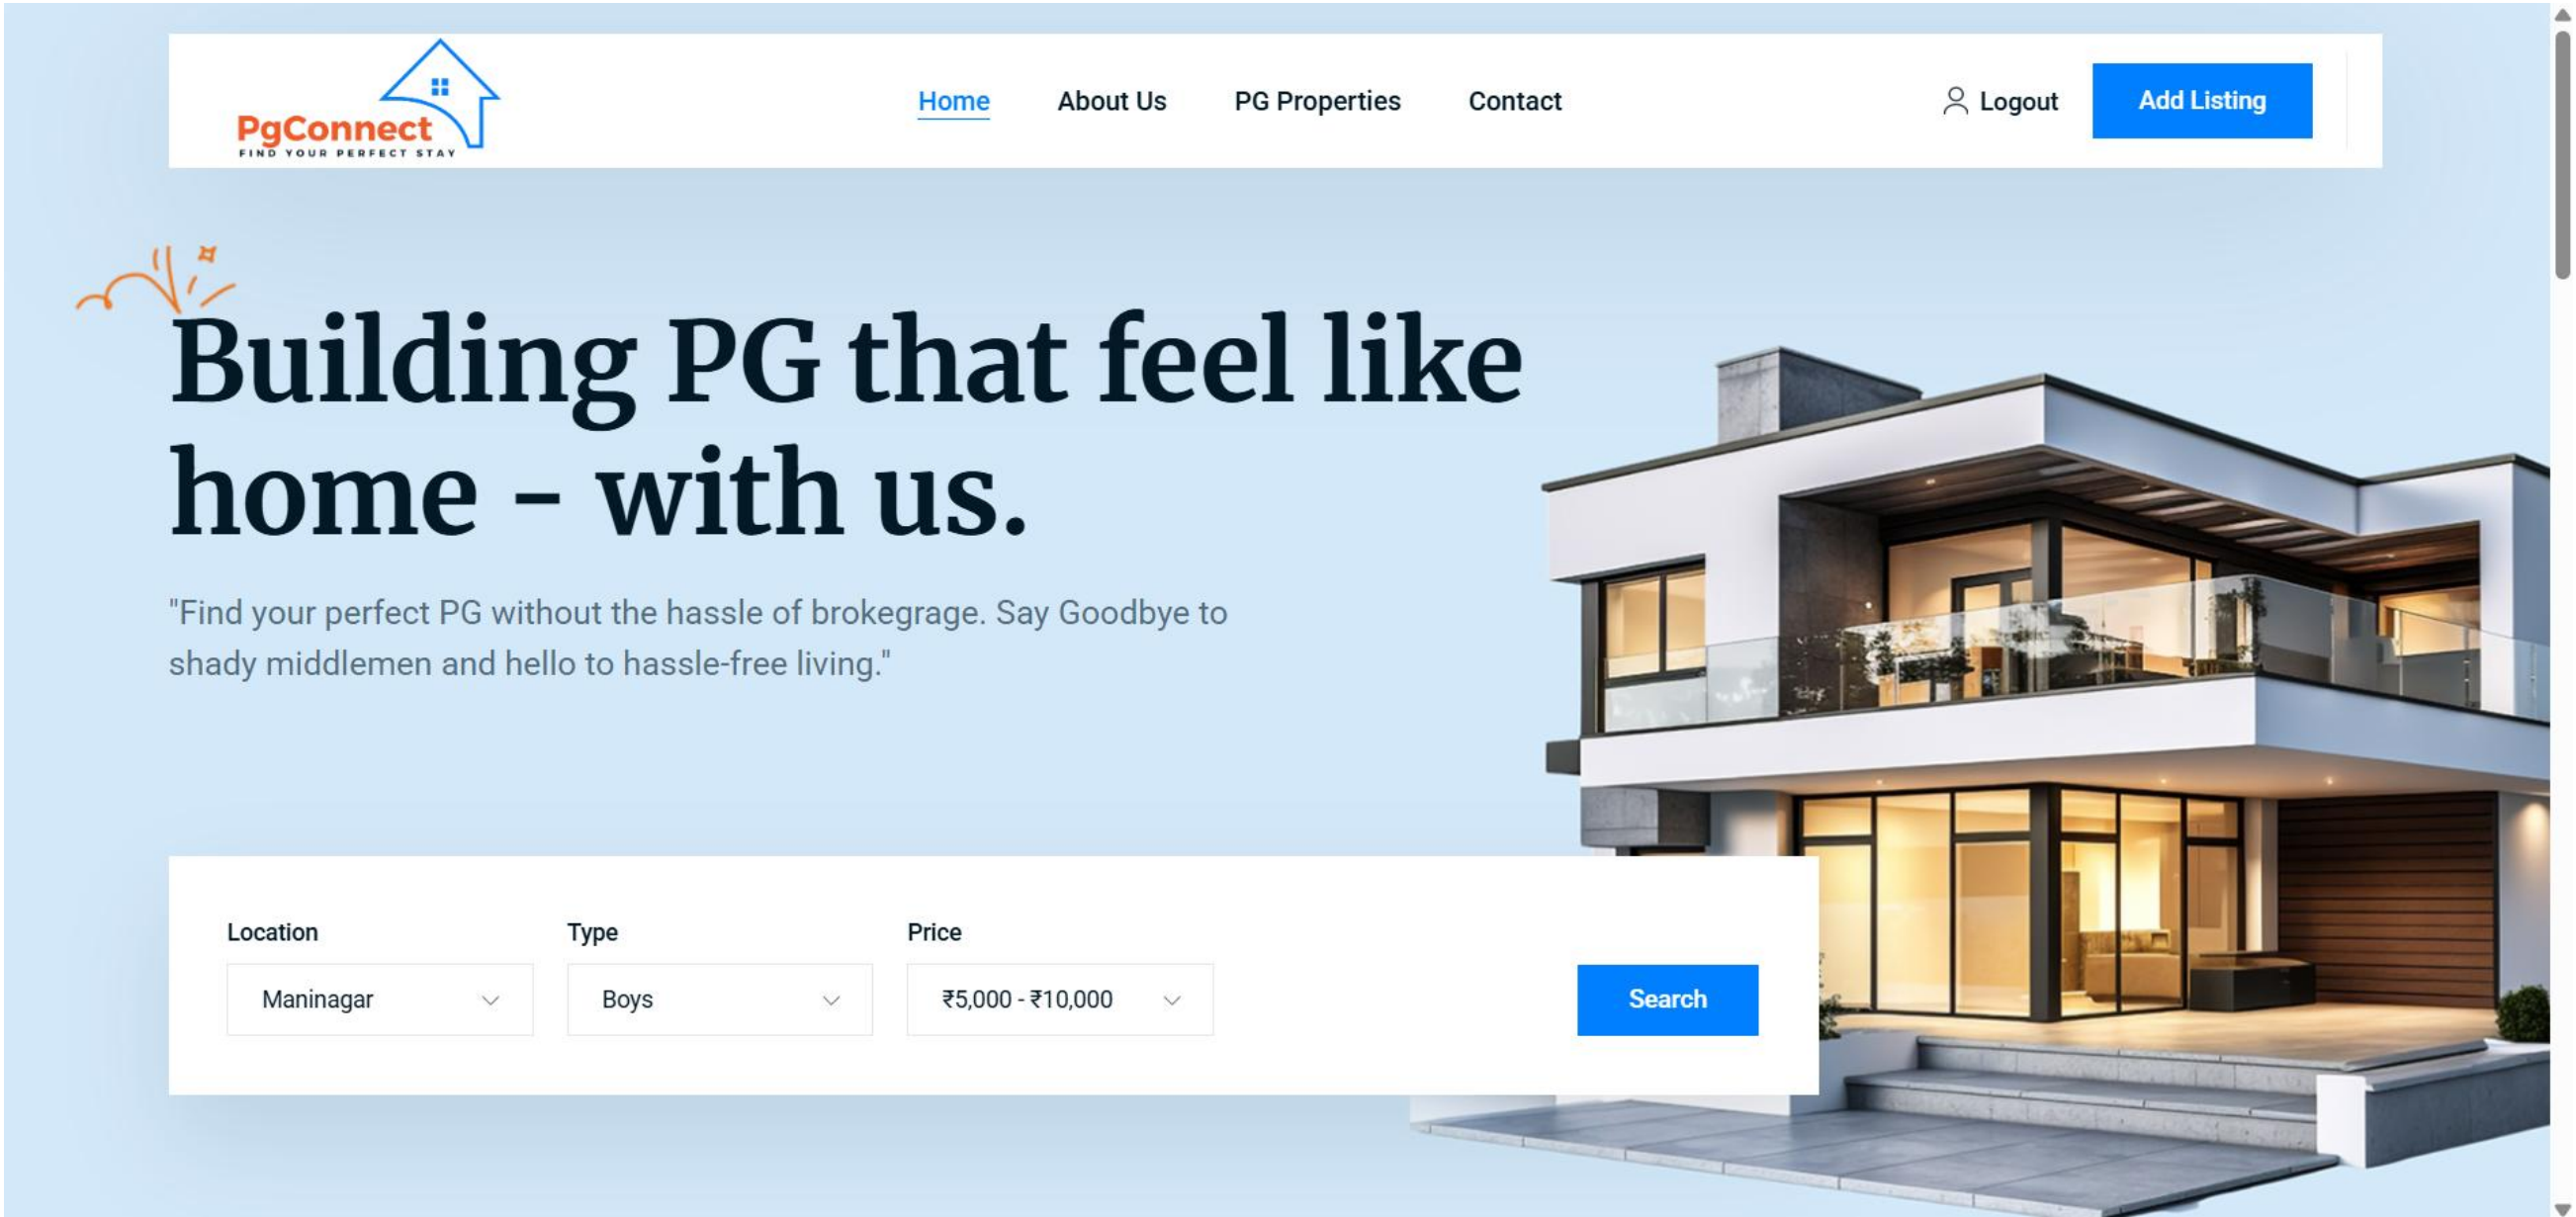 PgConnect
FIND YOUR PERFECT STAY
Home
About Us
PG Properties
Contact
Logout
Add Listing
Building PG that feel like
home - with us.
"Find your perfect PG without the hassle of brokegrage. Say Goodbye to
shady middlemen and hello to hassle-free living."
Location
Type
Price
Maninagar
Boys
₹5,000 - ₹10,000
Search